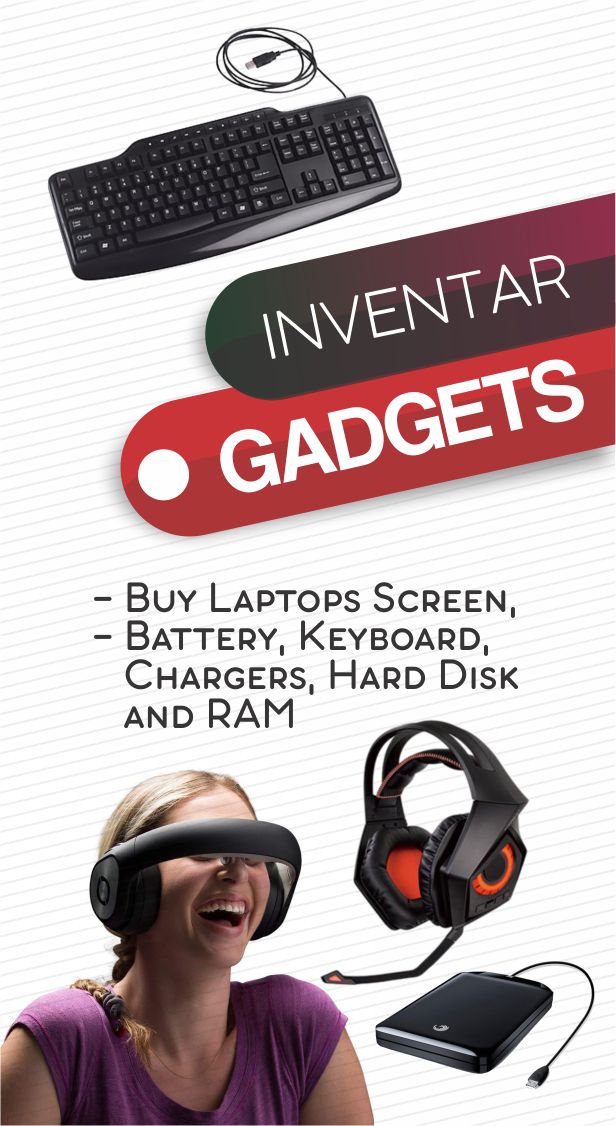 INVENTAR
GADGETS
– Buy Laptops Screen,
– Battery, Keyboard,
Chargers, Hard Disk
and RAM